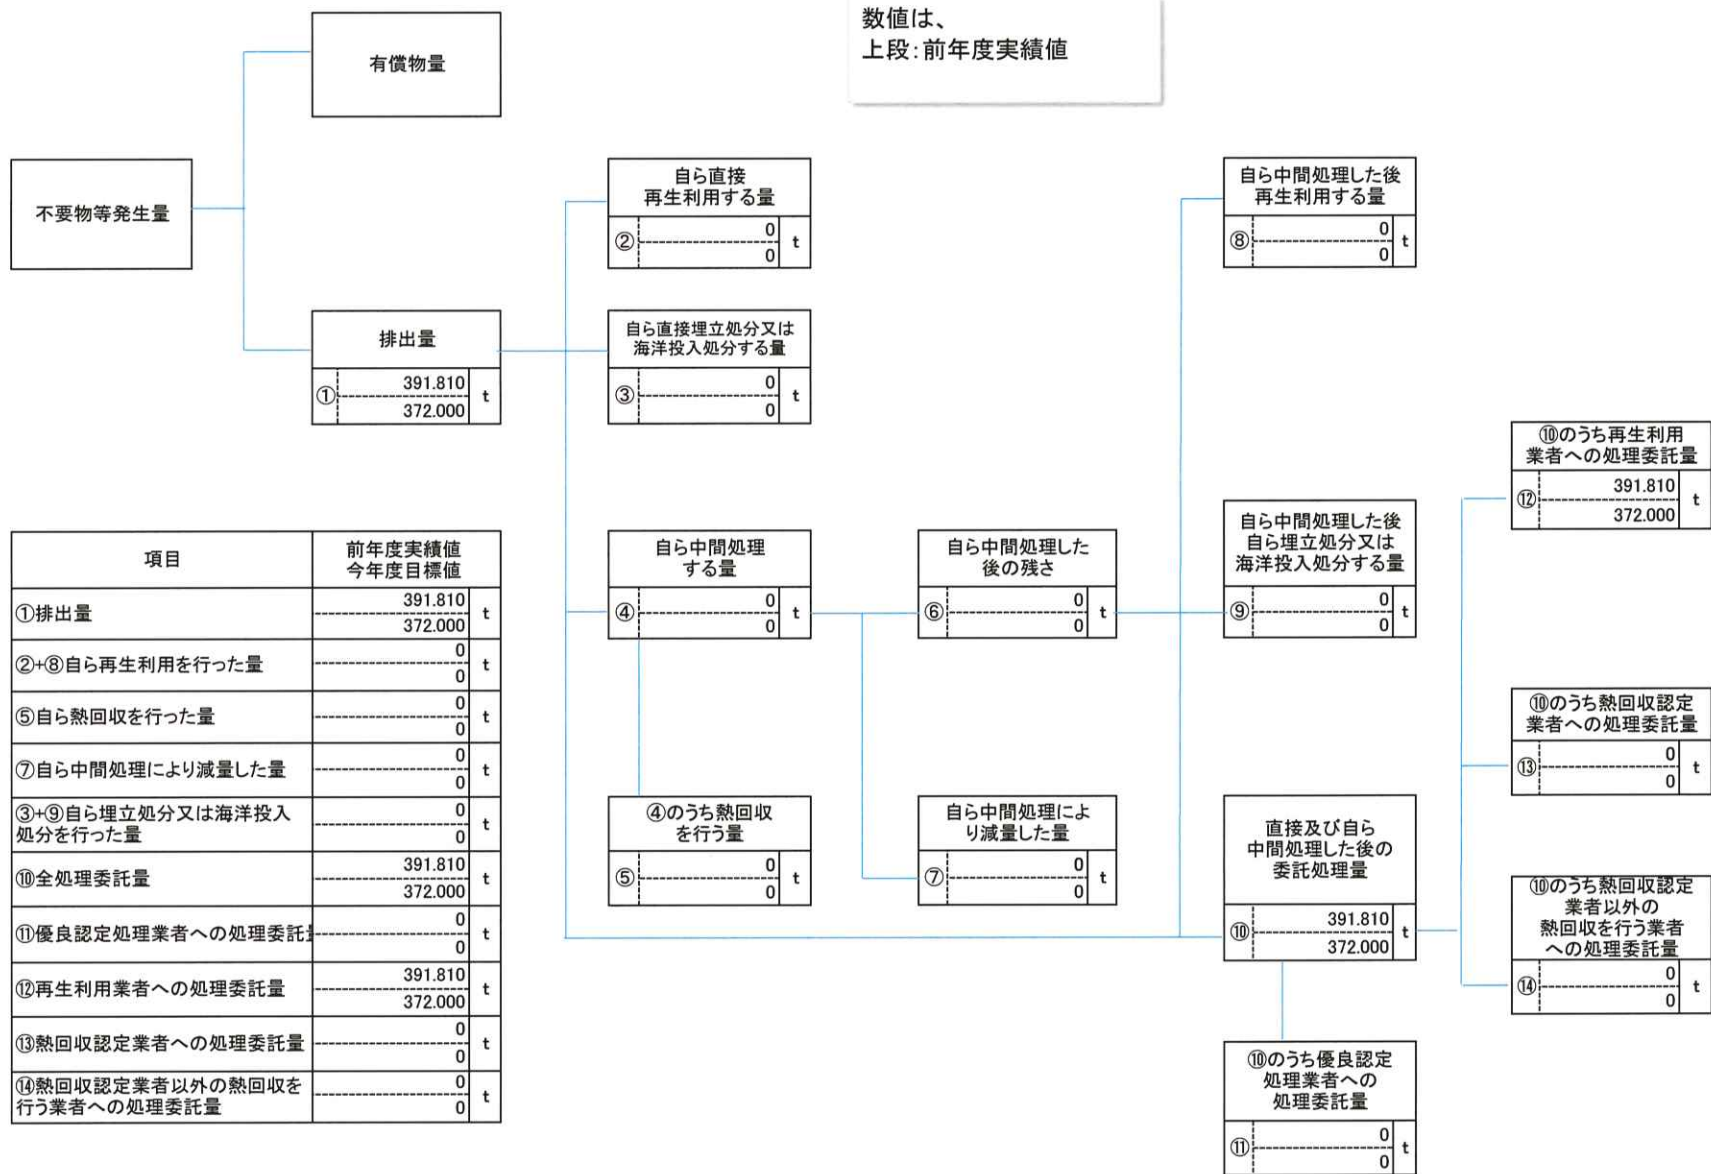 数値は、
上段:前年度実績値
有償物量
不要物等発生量
自ら直接
再生利用する量
② 0 t
0
自ら中間処理した後
再生利用する量
⑧ 0 t
0
排出量
① 391.810 t
372.000
自ら直接埋立処分又は
海洋投入処分する量
③ 0 t
0
⑩のうち再生利用
業者への処理委託量
⑫ 391.810 t
372.000
自ら中間処理
する量
④ 0 t
0
自ら中間処理した
後の残さ
⑥ 0 t
0
自ら中間処理した後
自ら埋立処分又は
海洋投入処分する量
⑨ 0 t
0
⑩のうち熱回収認定
業者への処理委託量
⑬ 0 t
0
④のうち熱回収
を行う量
⑤ 0 t
0
自ら中間処理によ
り減量した量
⑦ 0 t
0
直接及び自ら
中間処理した後の
委託処理量
⑩ 391.810 t
372.000
⑩のうち熱回収認定
業者以外の
熱回収を行う業者
への処理委託量
⑭ 0 t
0
⑩のうち優良認定
処理業者への
処理委託量
⑪ 0 t
0
項目 前年度実績値
今年度目標値
①排出量 391.810 t
372.000
②+⑧自ら再生利用を行った量 0 t
0
⑤自ら熱回収を行った量 0 t
0
⑦自ら中間処理により減量した量 0 t
0
③+⑨自ら埋立処分又は海洋投入
処分を行った量 0 t
0
⑩全処理委託量 391.810 t
372.000
⑪優良認定処理業者への処理委託 0 t
0
⑫再生利用業者への処理委託量 391.810 t
372.000
⑬熱回収認定業者への処理委託量 0 t
0
⑭熱回収認定業者以外の熱回収を
行う業者への処理委託量 0 t
0